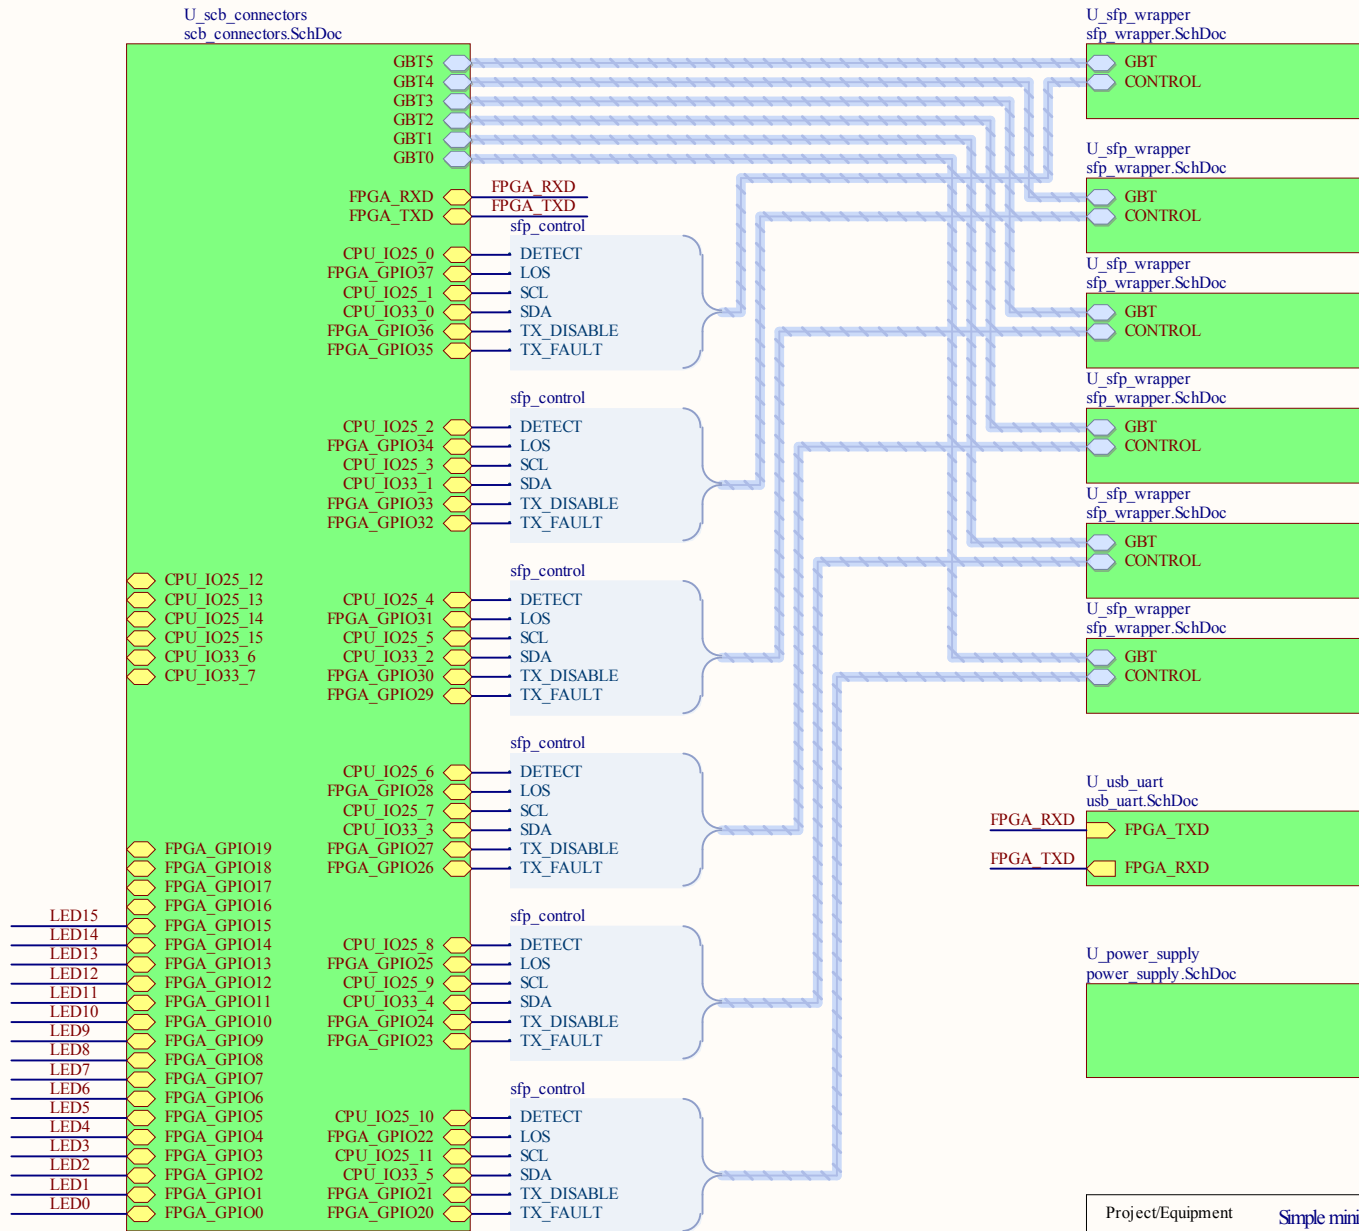 U_scb_connectors
scb_connectors.SchDoc
GBT5
GBT4
GBT3
GBT2
GBT1
GBT0
FPGA_RXD
FPGA_RXD
FPGA_TXD
FPGA_TXD
sfp_control
CPU_IO25_0
DETECT
FPGA_GPIO37
LOS
CPU_IO25_1
SCL
CPU_IO33_0
SDA
FPGA_GPIO36
TX_DISABLE
FPGA_GPIO35
TX_FAULT
sfp_control
CPU_IO25_2
DETECT
FPGA_GPIO34
LOS
CPU_IO25_3
SCL
CPU_IO33_1
SDA
FPGA_GPIO33
TX_DISABLE
FPGA_GPIO32
TX_FAULT
sfp_control
CPU_IO25_4
DETECT
FPGA_GPIO31
LOS
CPU_IO25_5
SCL
CPU_IO33_2
SDA
FPGA_GPIO30
TX_DISABLE
FPGA_GPIO29
TX_FAULT
sfp_control
CPU_IO25_6
DETECT
FPGA_GPIO28
LOS
CPU_IO25_7
SCL
CPU_IO33_3
SDA
FPGA_GPIO27
TX_DISABLE
FPGA_GPIO26
TX_FAULT
sfp_control
CPU_IO25_8
DETECT
FPGA_GPIO25
LOS
CPU_IO25_9
SCL
CPU_IO33_4
SDA
FPGA_GPIO24
TX_DISABLE
FPGA_GPIO23
TX_FAULT
sfp_control
CPU_IO25_10
DETECT
FPGA_GPIO22
LOS
CPU_IO25_11
SCL
CPU_IO33_5
SDA
FPGA_GPIO21
TX_DISABLE
FPGA_GPIO20
TX_FAULT
CPU_IO25_12
CPU_IO25_13
CPU_IO25_14
CPU_IO25_15
CPU_IO33_6
CPU_IO33_7
FPGA_GPIO19
FPGA_GPIO18
FPGA_GPIO17
FPGA_GPIO16
LED15
FPGA_GPIO15
LED14
FPGA_GPIO14
LED13
FPGA_GPIO13
LED12
FPGA_GPIO12
LED11
FPGA_GPIO11
LED10
FPGA_GPIO10
LED9
FPGA_GPIO9
LED8
FPGA_GPIO8
LED7
FPGA_GPIO7
LED6
FPGA_GPIO6
LED5
FPGA_GPIO5
LED4
FPGA_GPIO4
LED3
FPGA_GPIO3
LED2
FPGA_GPIO2
LED1
FPGA_GPIO1
LED0
FPGA_GPIO0
U_sfp_wrapper
sfp_wrapper.SchDoc
GBT
CONTROL
U_sfp_wrapper
sfp_wrapper.SchDoc
GBT
CONTROL
U_sfp_wrapper
sfp_wrapper.SchDoc
GBT
CONTROL
U_sfp_wrapper
sfp_wrapper.SchDoc
GBT
CONTROL
U_sfp_wrapper
sfp_wrapper.SchDoc
GBT
CONTROL
U_sfp_wrapper
sfp_wrapper.SchDoc
GBT
CONTROL
U_usb_uart
usb_uart.SchDoc
FPGA_RXD
FPGA_TXD
FPGA_TXD
FPGA_RXD
U_power_supply
power_supply.SchDoc
Project/Equipment
Simple mini